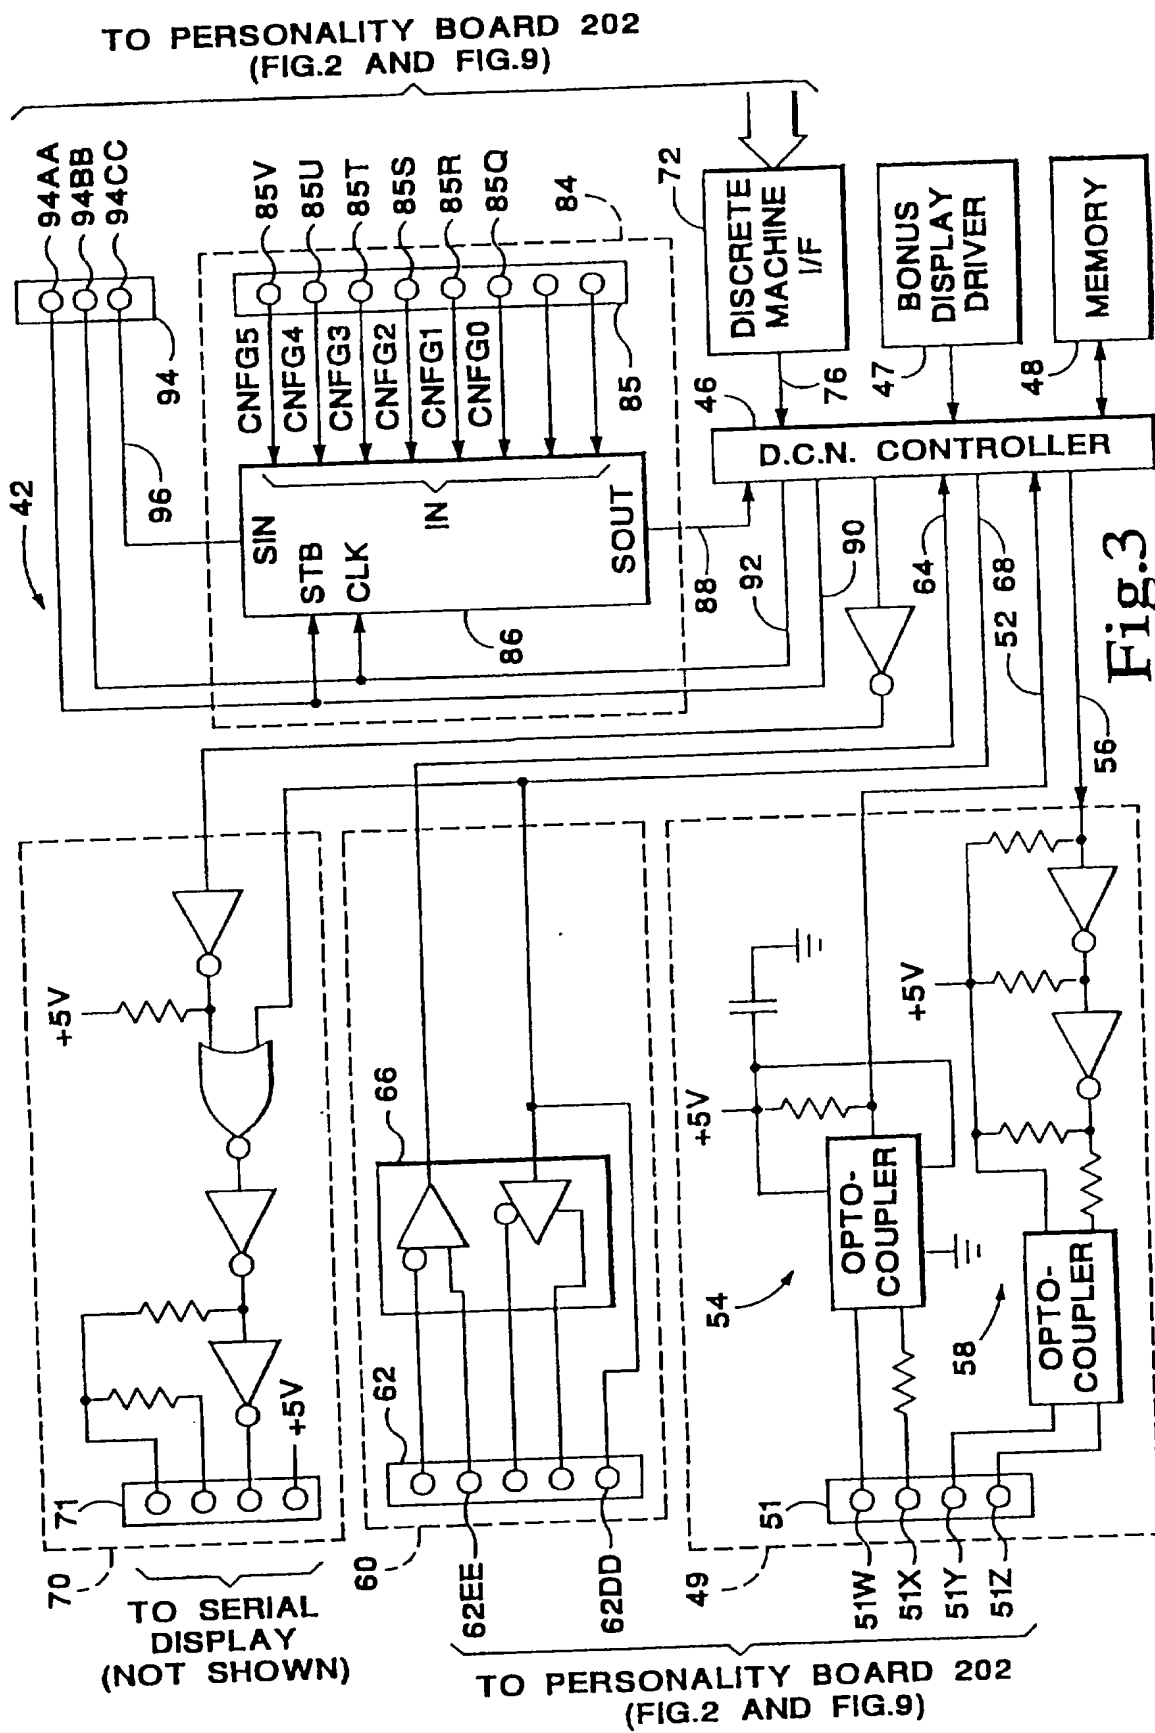 TO PERSONALITY BOARD 202
(FIG.2 AND FIG.9)
94AA
94BB
94CC
94
96
42
85V
85U
85T
85S
85R
85Q
84
85
CNFG5
CNFG4
CNFG3
CNFG2
CNFG1
CNFG0
SIN
STB
CLK
IN
SOUT
86
88
72
DISCRETE
MACHINE
I/F
76
BONUS
DISPLAY
DRIVER
47
MEMORY
48
46
D.C.N. CONTROLLER
92
90
64
68
52
56
Fig.3
+5V
71
+5V
70
TO SERIAL
DISPLAY
(NOT SHOWN)
66
62
60
62EE
62DD
+5V
OPTO-
COUPLER
54
+5V
OPTO-
COUPLER
58
51
49
51W
51X
51Y
51Z
TO PERSONALITY BOARD 202
(FIG.2 AND FIG.9)